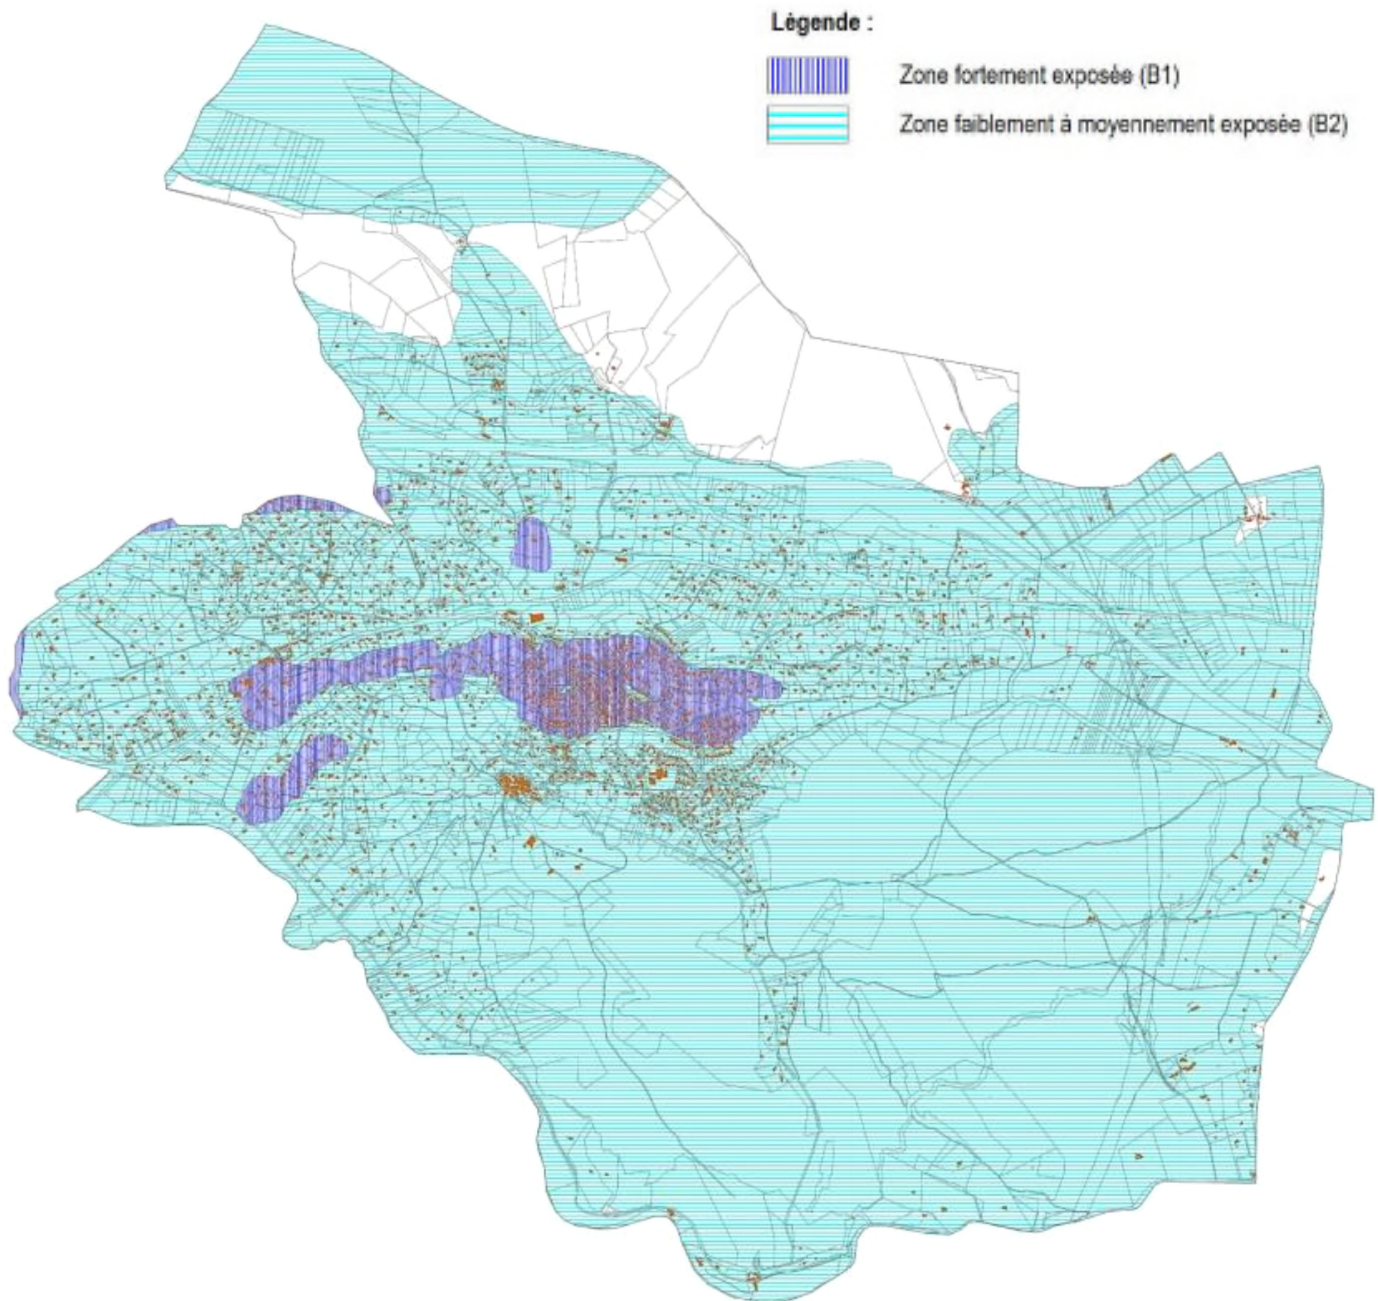 Légende :
Zone fortement exposée (B1)
Zone faiblement à moyennement exposée (B2)